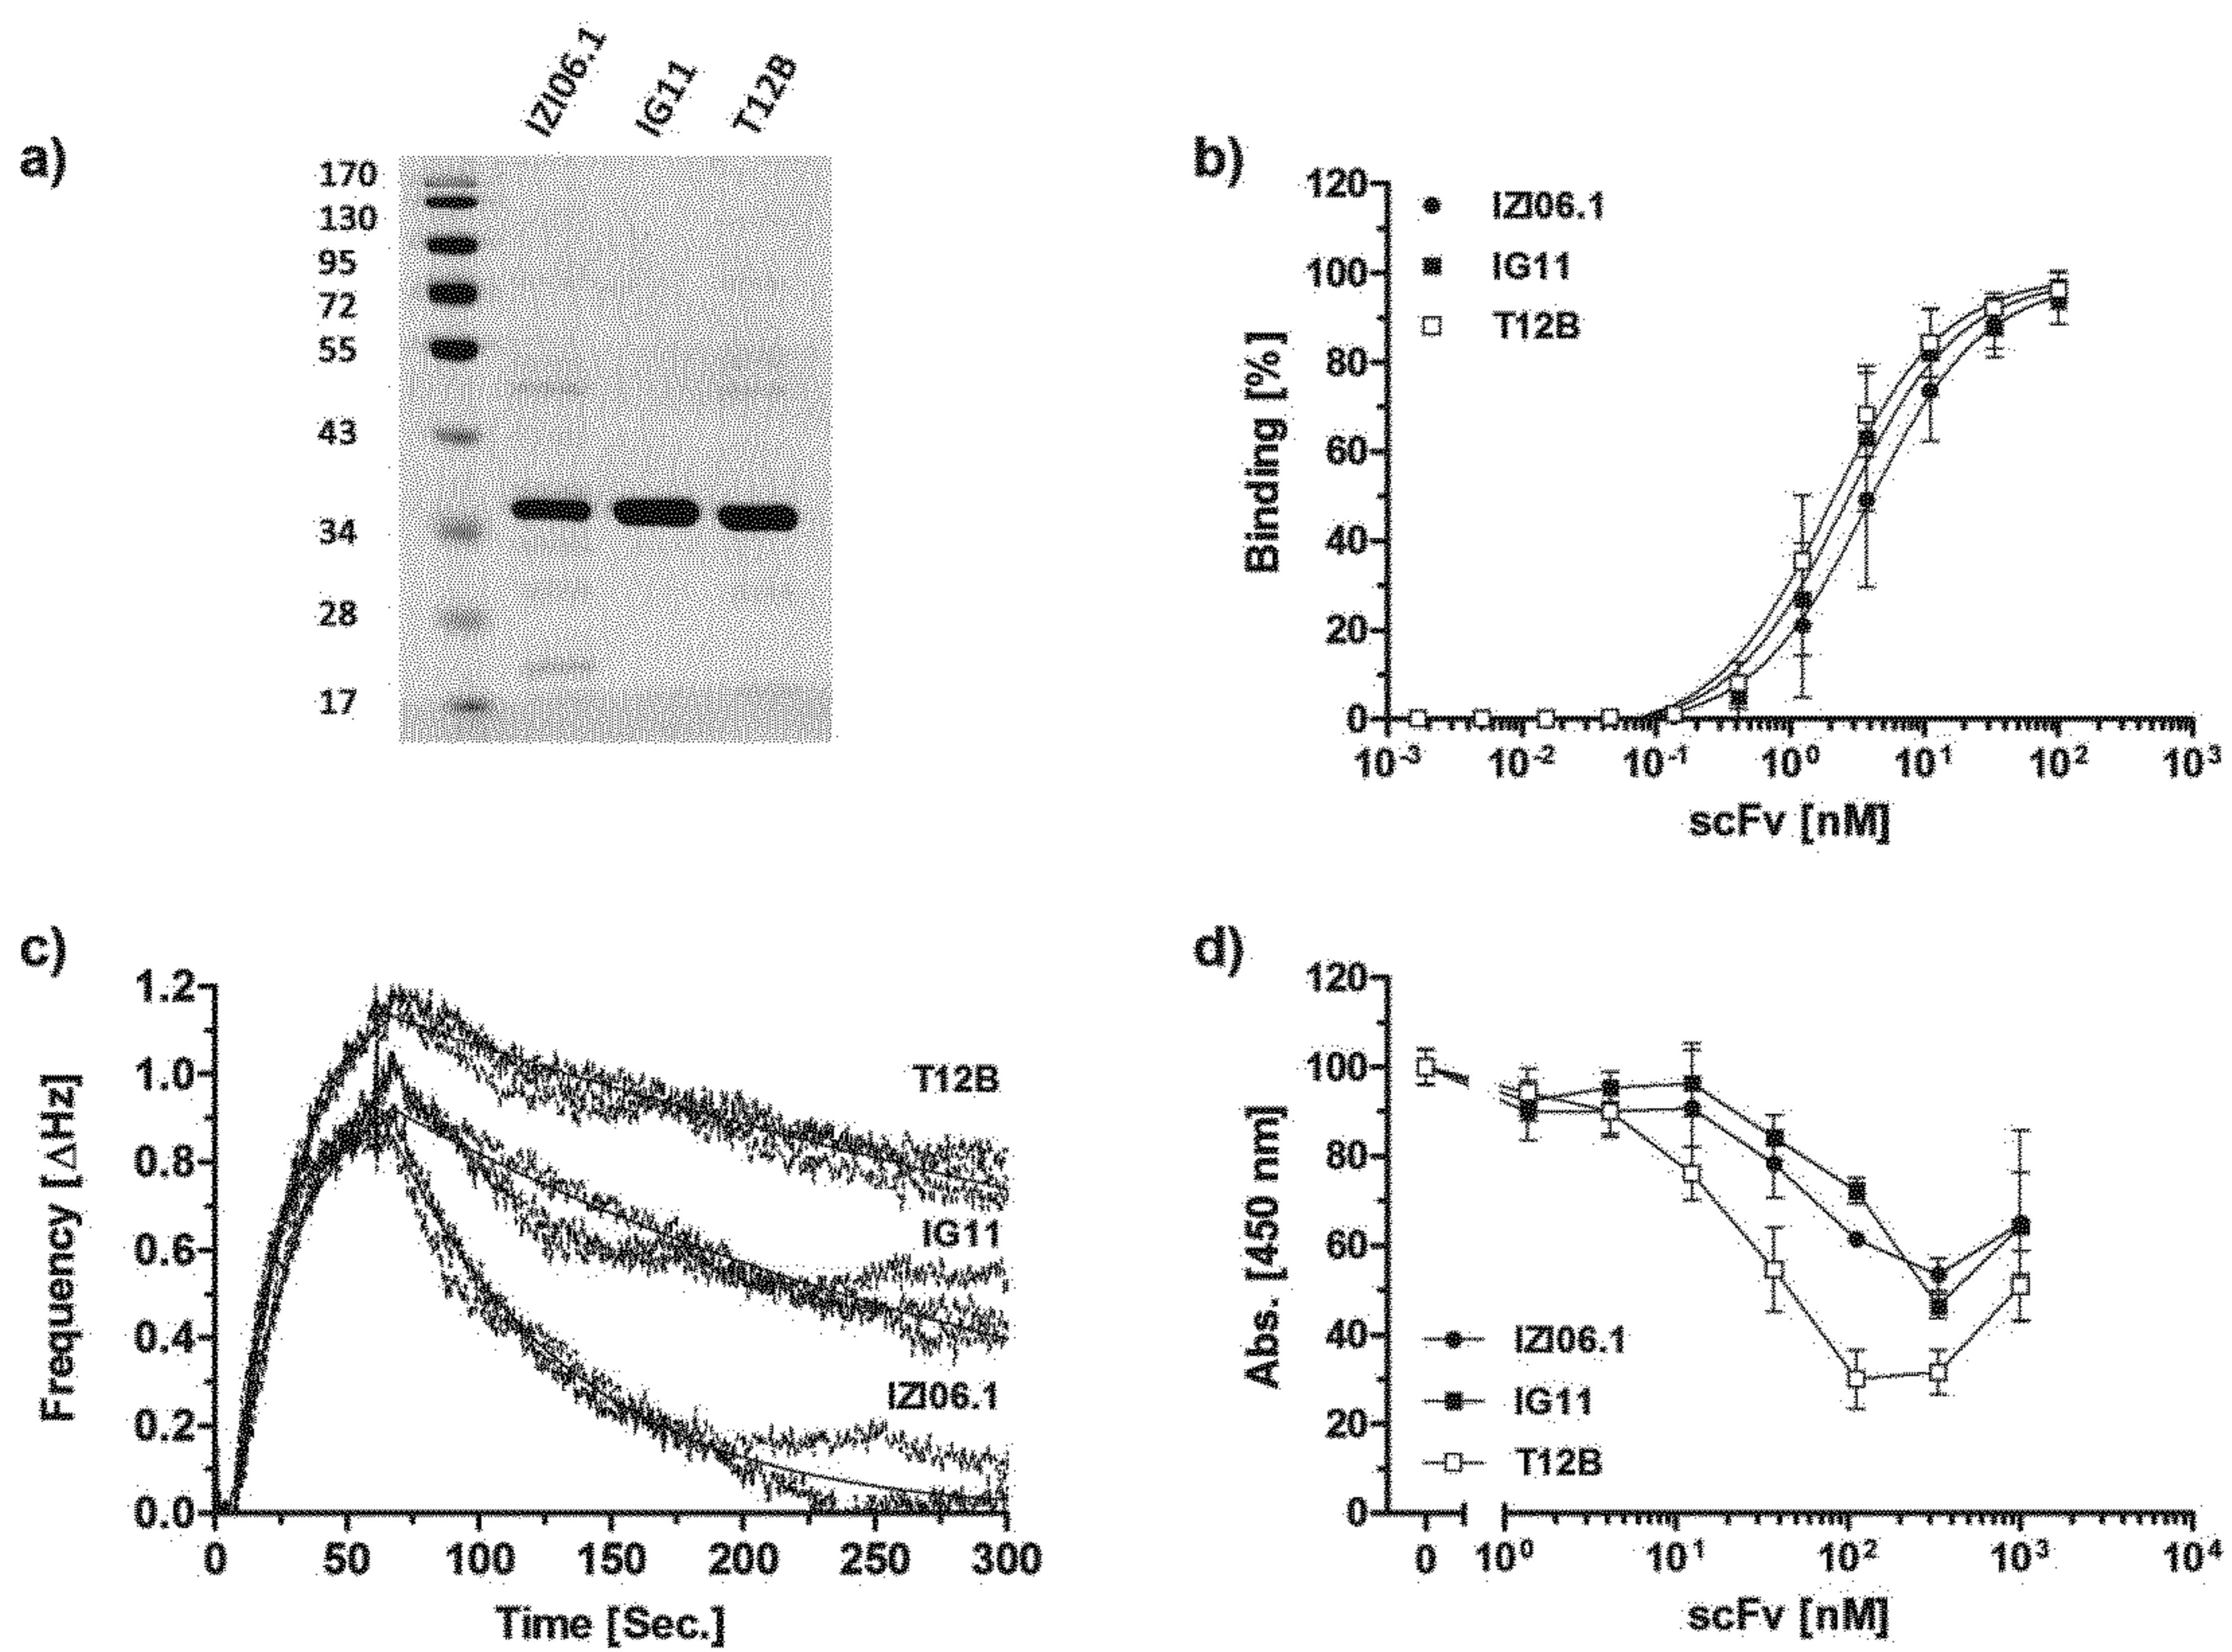 a)
IZI06.1
IG11
T12B
170
130
95
72
55
43
34
28
17
b)
120
100
80
60
40
20
0
IZI06.1
IG11
T12B
Binding [%]
10-3 10-2 10-1 100 101 102 103
scFv [nM]
c)
1.2
1.0
0.8
0.6
0.4
0.2
0.0
Frequency [ΔHz]
T12B
IG11
IZI06.1
0 50 100 150 200 250 300
Time [Sec.]
d)
120
100
80
60
40
20
0
Abs. [450 nm]
IZI06.1
IG11
T12B
0 100 101 102 103 104
scFv [nM]